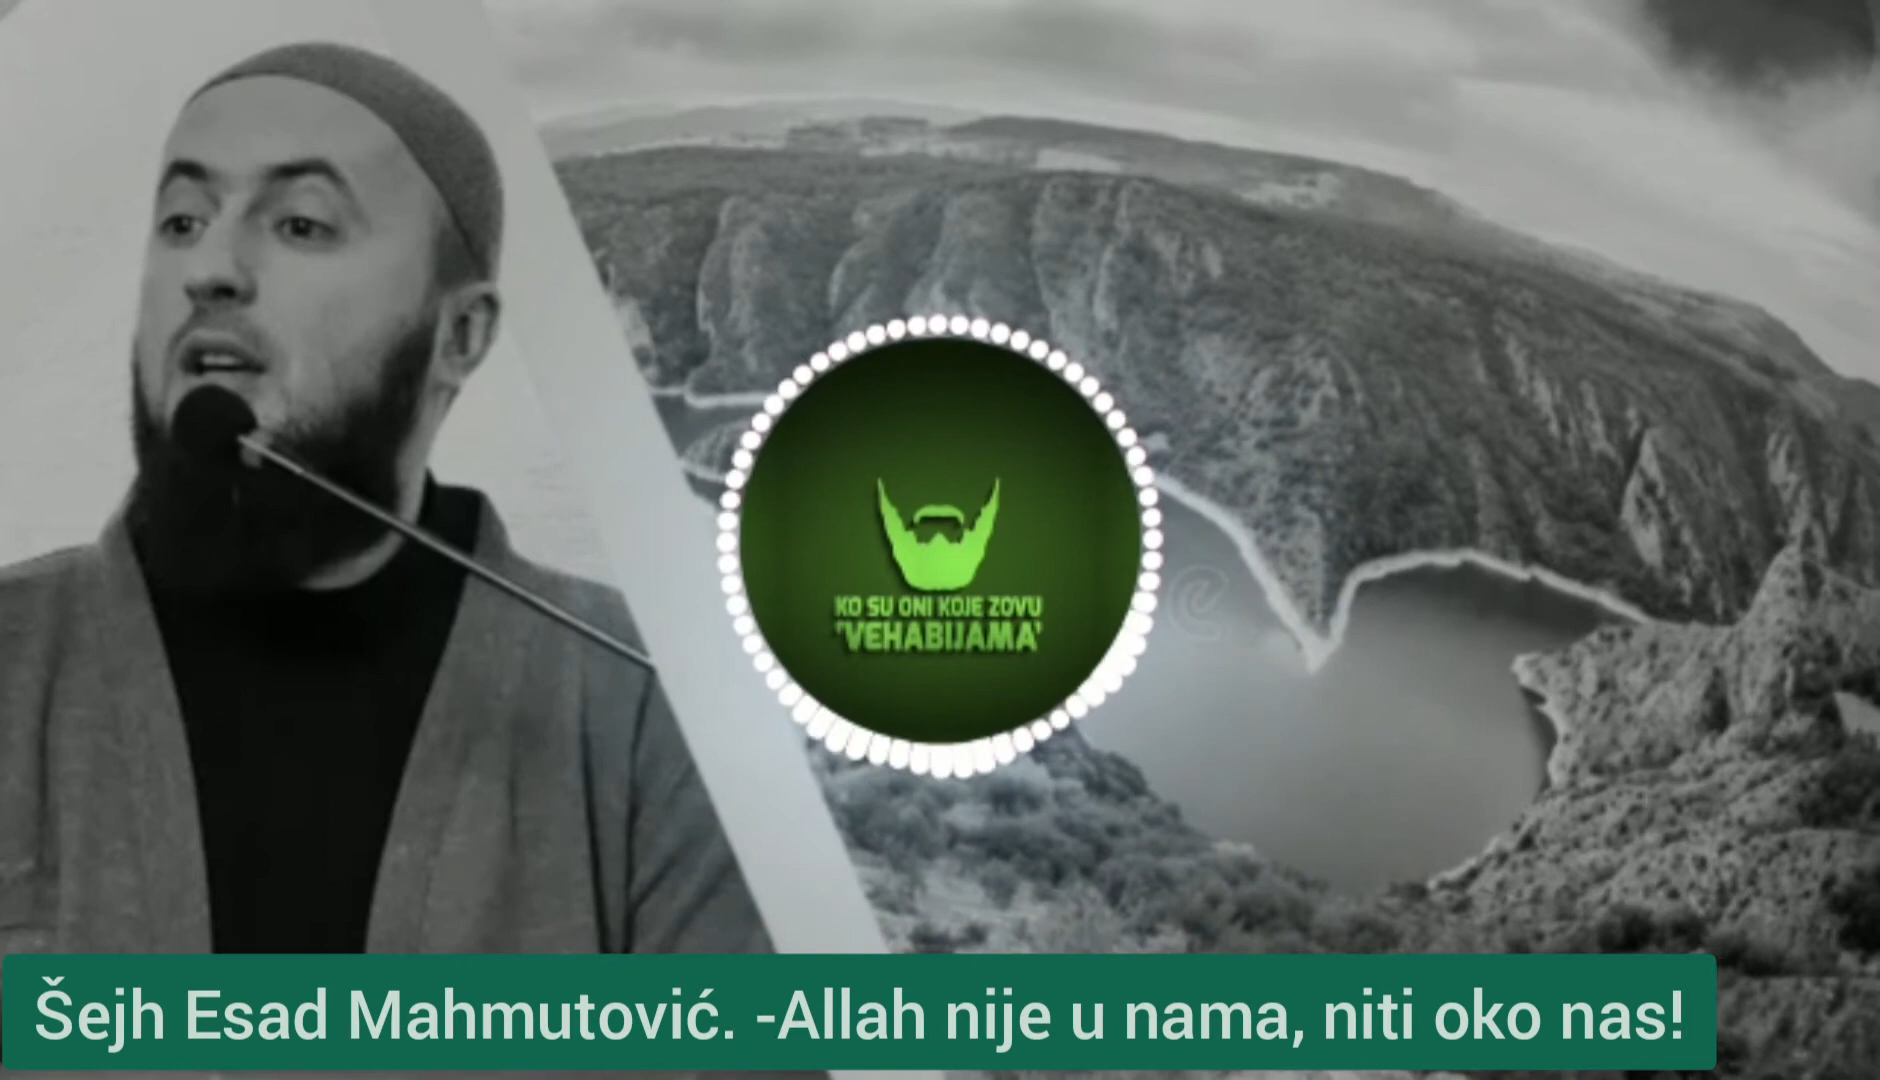 KO SU ONI KOJE ZOVU
'VEHABIJAMA'
Šejh Esad Mahmutović. -Allah nije u nama, niti oko nas!